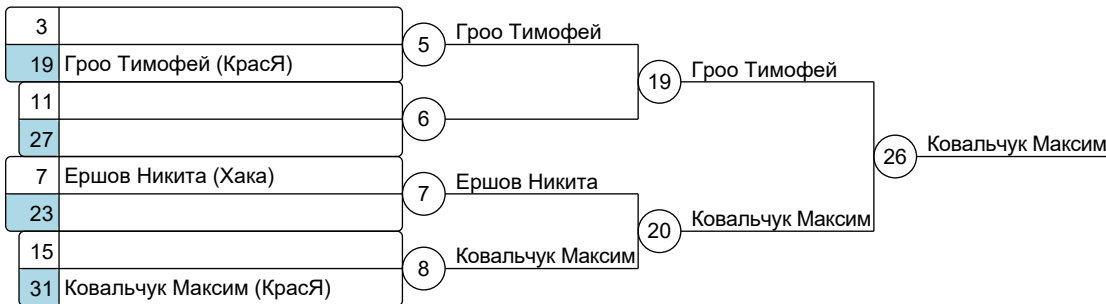 3
Гроо Тимофей
5
19 Гроо Тимофей (КрасЯ)
Гроо Тимофей
19
11
6
27
Ковальчук Максим
26
7 Ершов Никита (Хака)
Ершов Никита
7
23
Ковальчук Максим
20
15
Ковальчук Максим
8
31 Ковальчук Максим (КрасЯ)